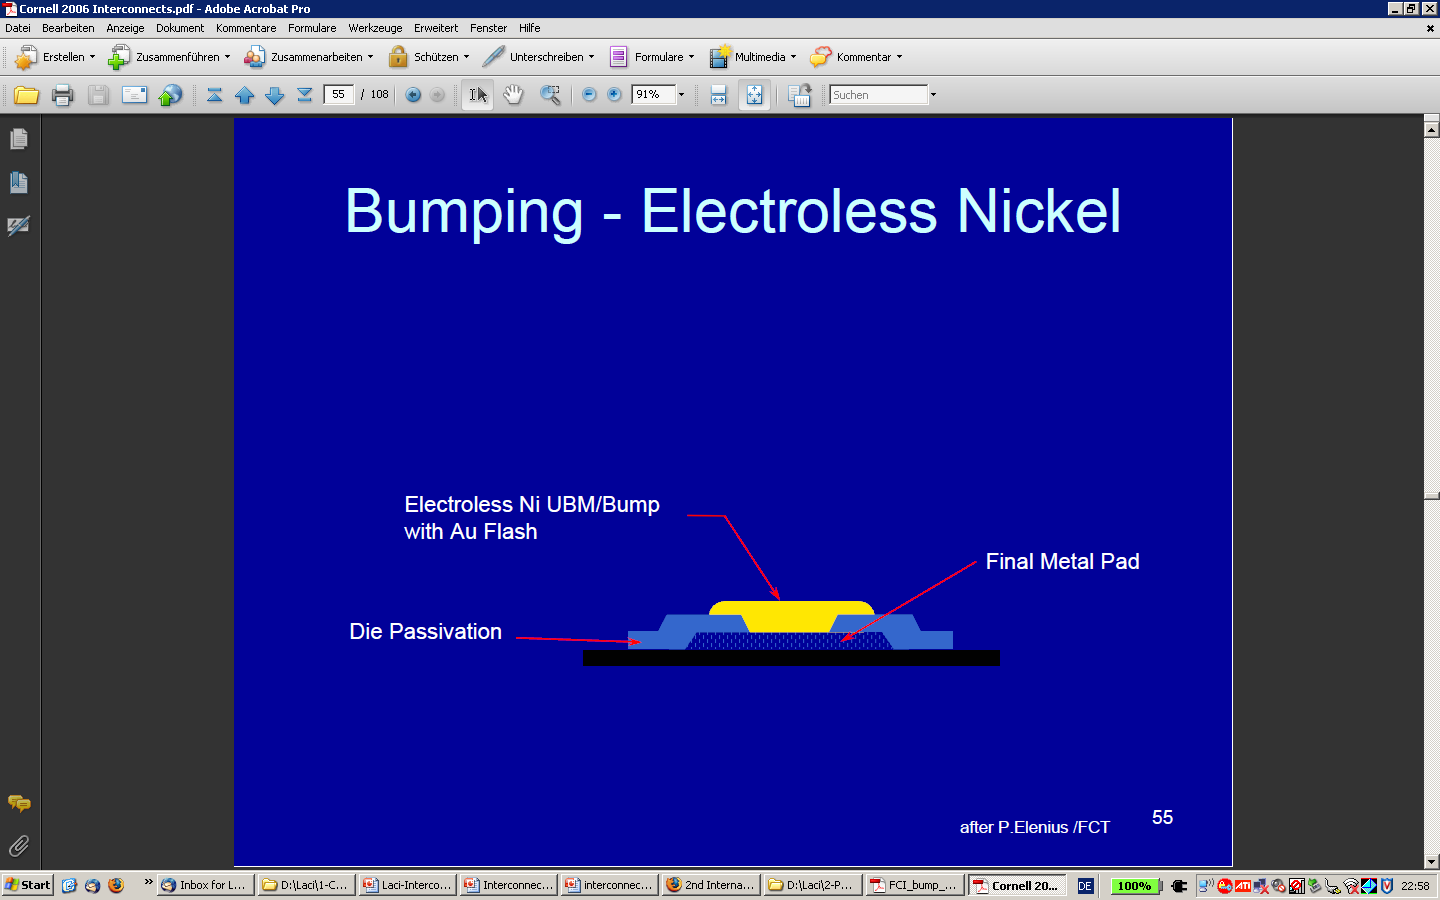 Cornell 2006 Interconnects.pdf - Adobe Acrobat Pro
Datei Bearbeiten Anzeige Dokument Kommentare Formulare Werkzeuge Erweitert Fenster Hilfe
Erstellen Zusammenführen Zusammenarbeiten Schützen Unterschreiben Formulare Multimedia Kommentar
55 / 108 91% Suchen
Bumping - Electroless Nickel
Electroless Ni UBM/Bump
with Au Flash
Final Metal Pad
Die Passivation
after P.Elenius /FCT
55
Start » Inbox for L... D:\Laci\1-C... Laci-Interco... Interconnec... interconnec... 2nd Interna... D:\Laci\2-P... FCI_bump_... Cornell 20... DE 100% ATI 22:58